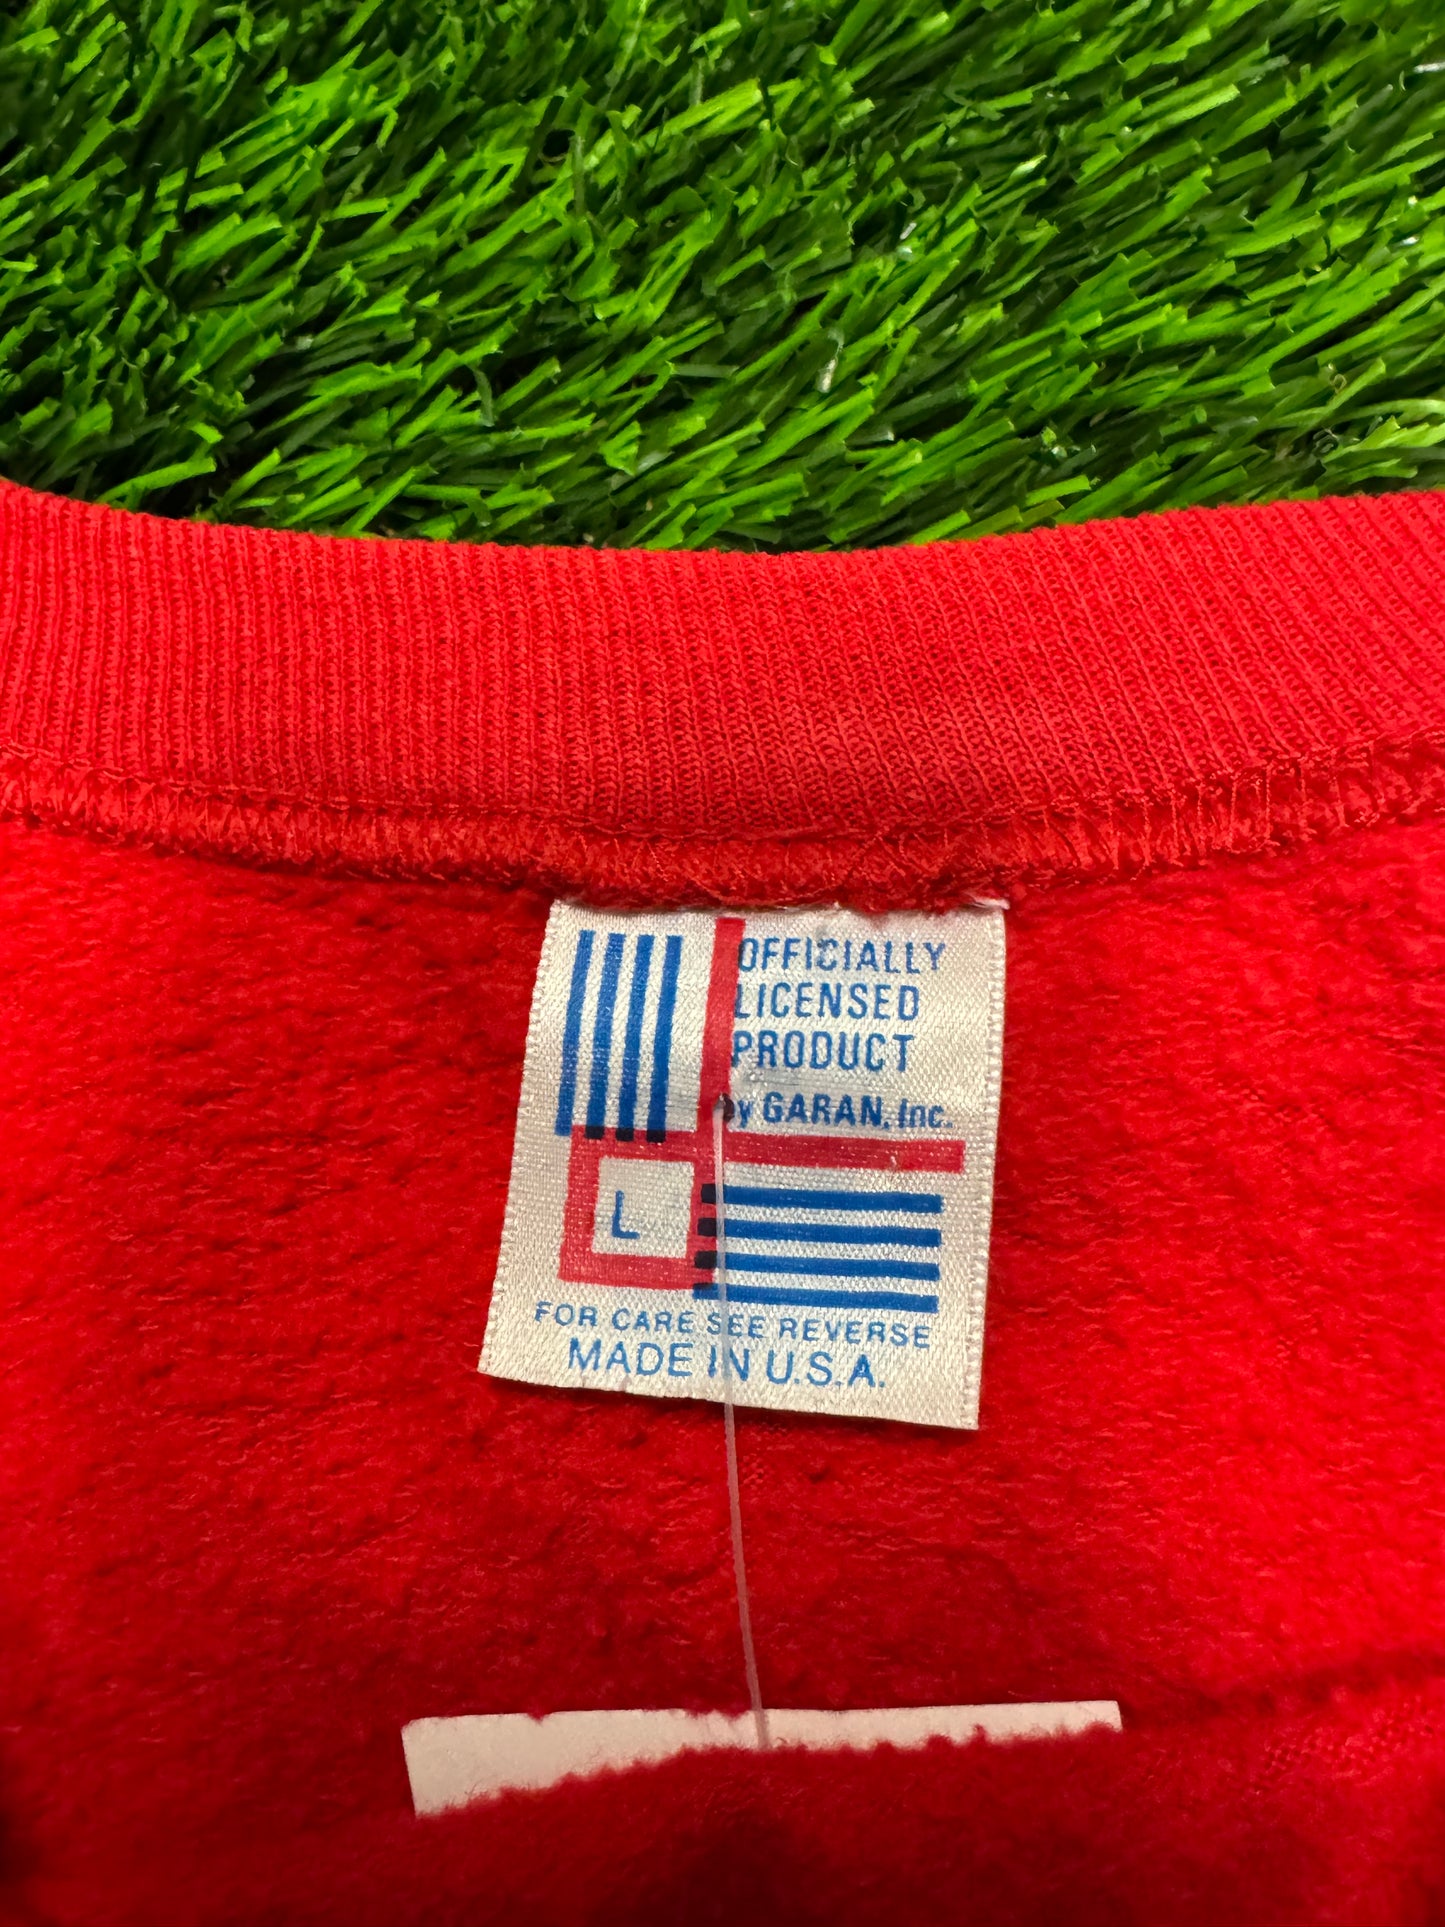 OFFICIALLY
LICENSED
PRODUCT
by GARAN, Inc.
L
FOR CARE SEE REVERSE
MADE IN U.S.A.